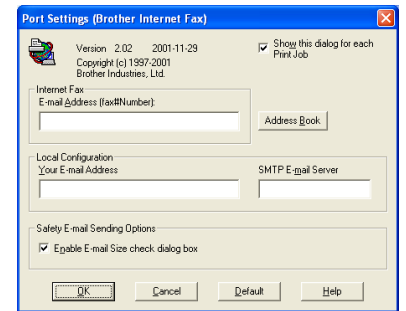 Port Settings (Brother Internet Fax)
Version 2.02 2001-11-29
Copyright (c) 1997-2001
Brother Industries, Ltd.
Show this dialog for each
Print Job
Internet Fax
E-mail Address (fax#Number):
Address Book
Local Configuration
Your E-mail Address
SMTP E-mail Server
Safety E-mail Sending Options
Enable E-mail Size check dialog box
OK Cancel Default Help